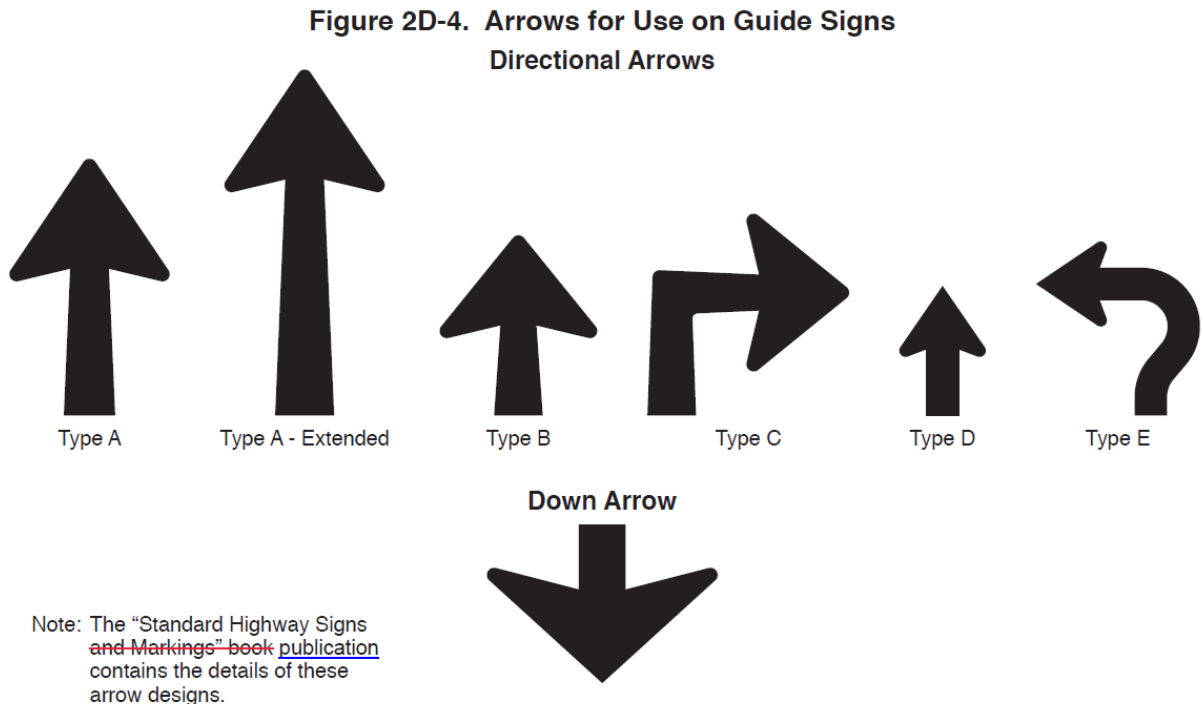 Figure 2D-4. Arrows for Use on Guide Signs
Directional Arrows
Type A
Type A - Extended
Type B
Type C
Type D
Type E
Down Arrow
Note: The “Standard Highway Signs
and Markings” book publication
contains the details of these
arrow designs.